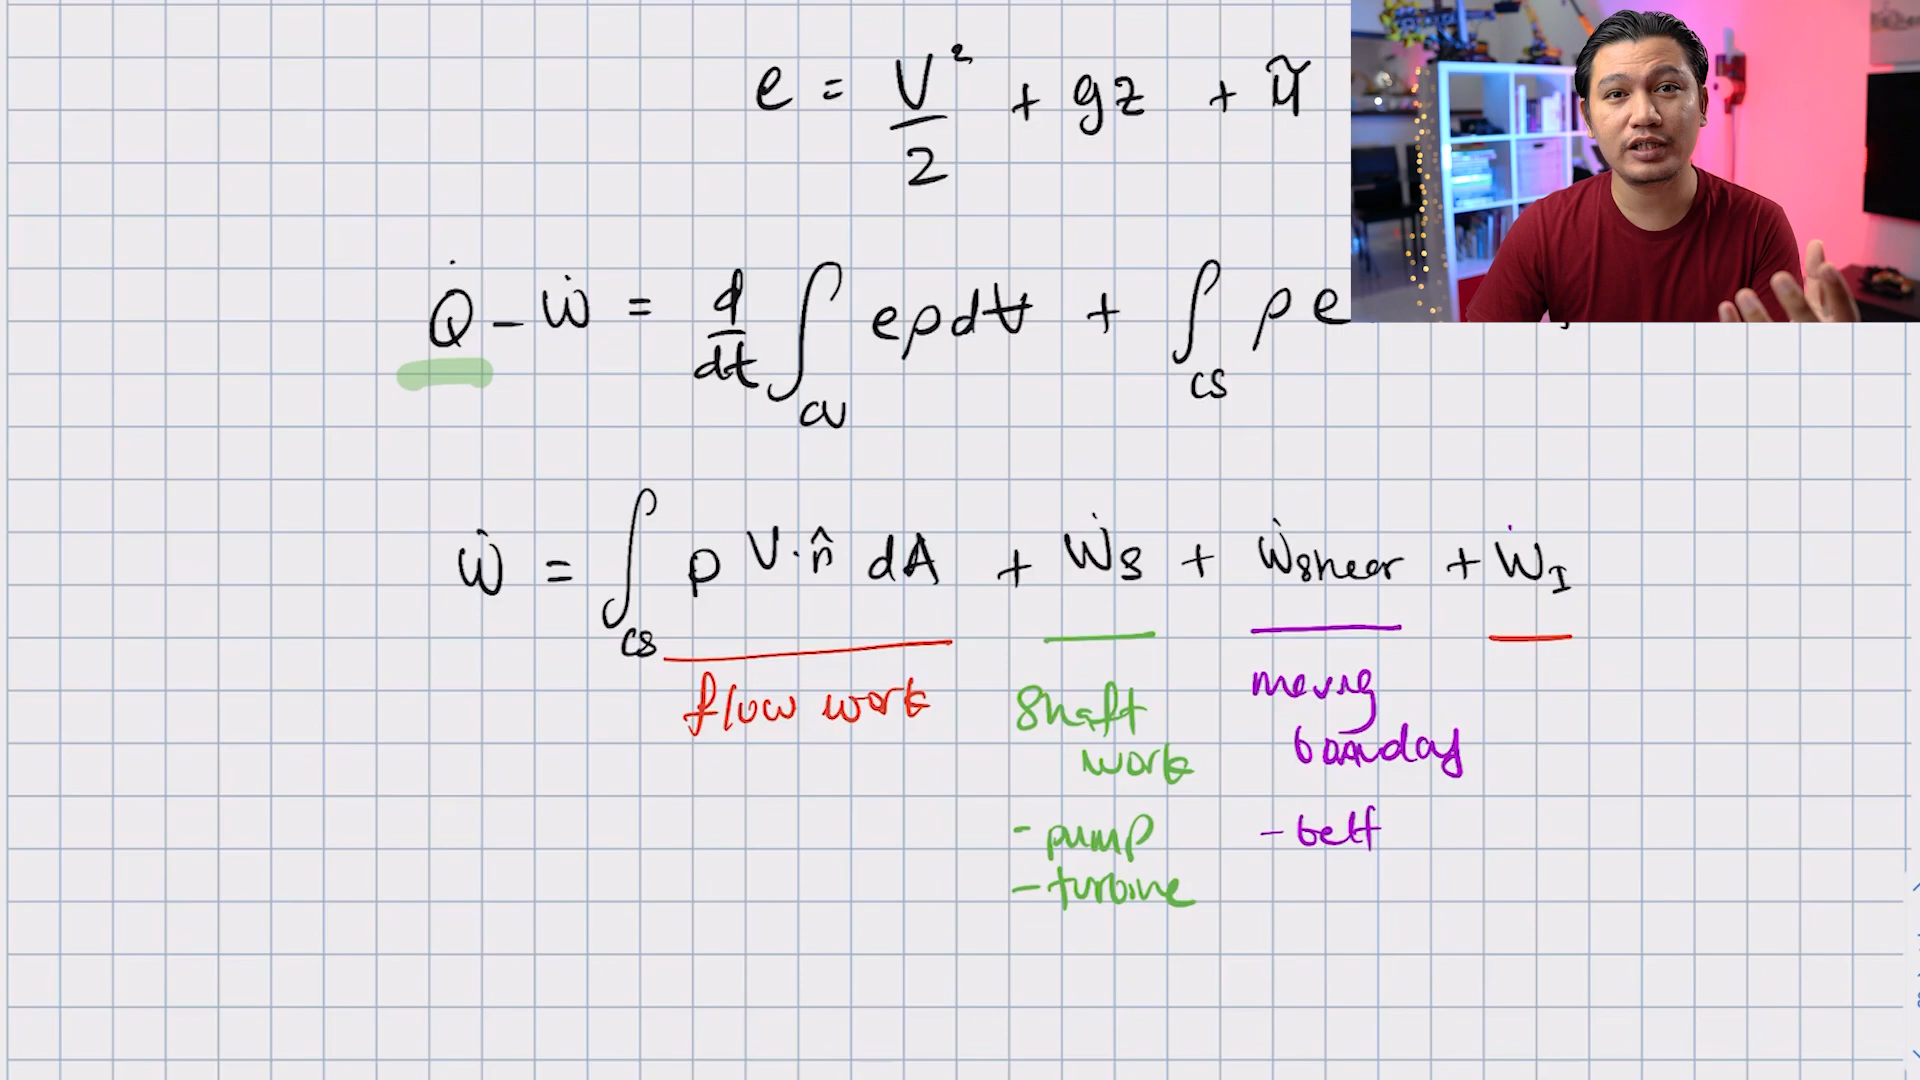 e = V²/2 + gz + ũ
Q̇ - Ẇ = d/dt ∫CV eρdV + ∫CS ρe
Ẇ = ∫CS p V·n̂ dA + Ẇs + Ẇshear + ẆI
flow work
shaft
work
- pump
- turbine
moving
boundary
- belt